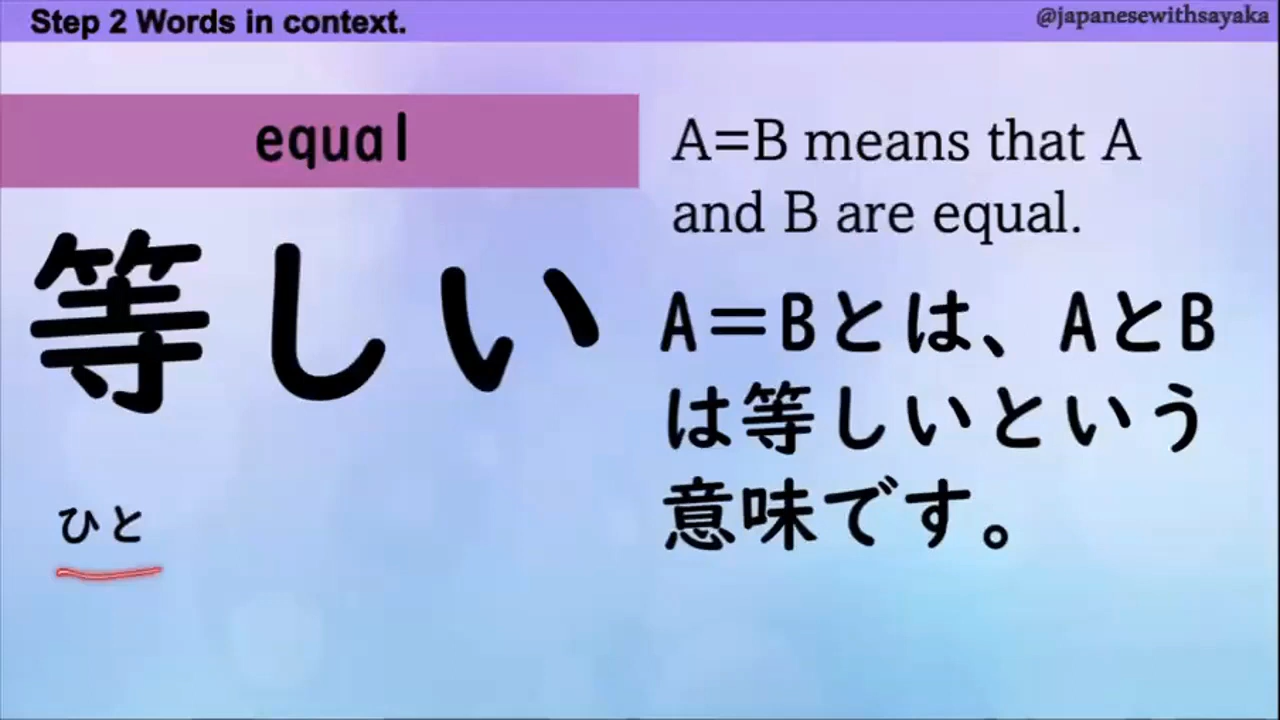 Step 2 Words in context.
@japanesewithsayaka
equal
等しい
ひと
A=B means that A
and B are equal.
A=Bとは、AとB
は等しいという
意味です。